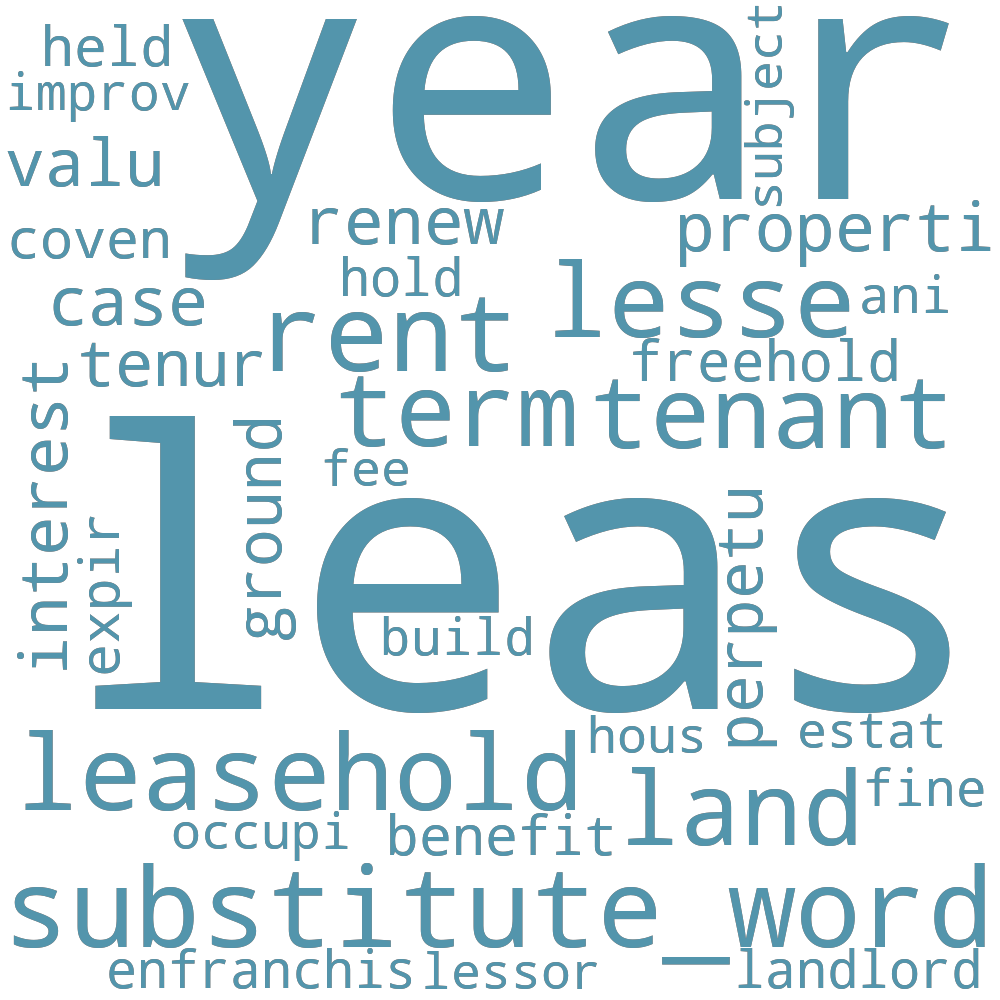 year
held
improv
subject
valu
renew
properti
coven
hold
lesse
ani
case
rent
tenur
freehold
interest
term
tenant
leas
ground
fee
perpetu
expir
build
hous
estat
leasehold
land
fine
occupi
benefit
substitute_word
enfranchis
lessor
landlord